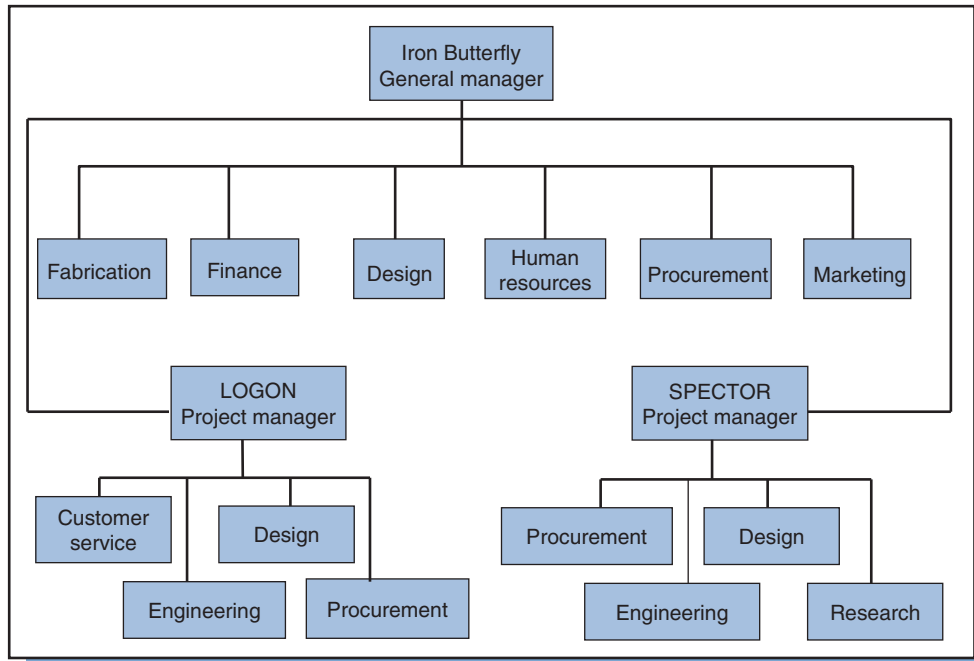 Iron Butterfly
General manager
Fabrication
Finance
Design
Human
resources
Procurement
Marketing
LOGON
Project manager
SPECTOR
Project manager
Customer
service
Design
Engineering
Procurement
Procurement
Design
Engineering
Research